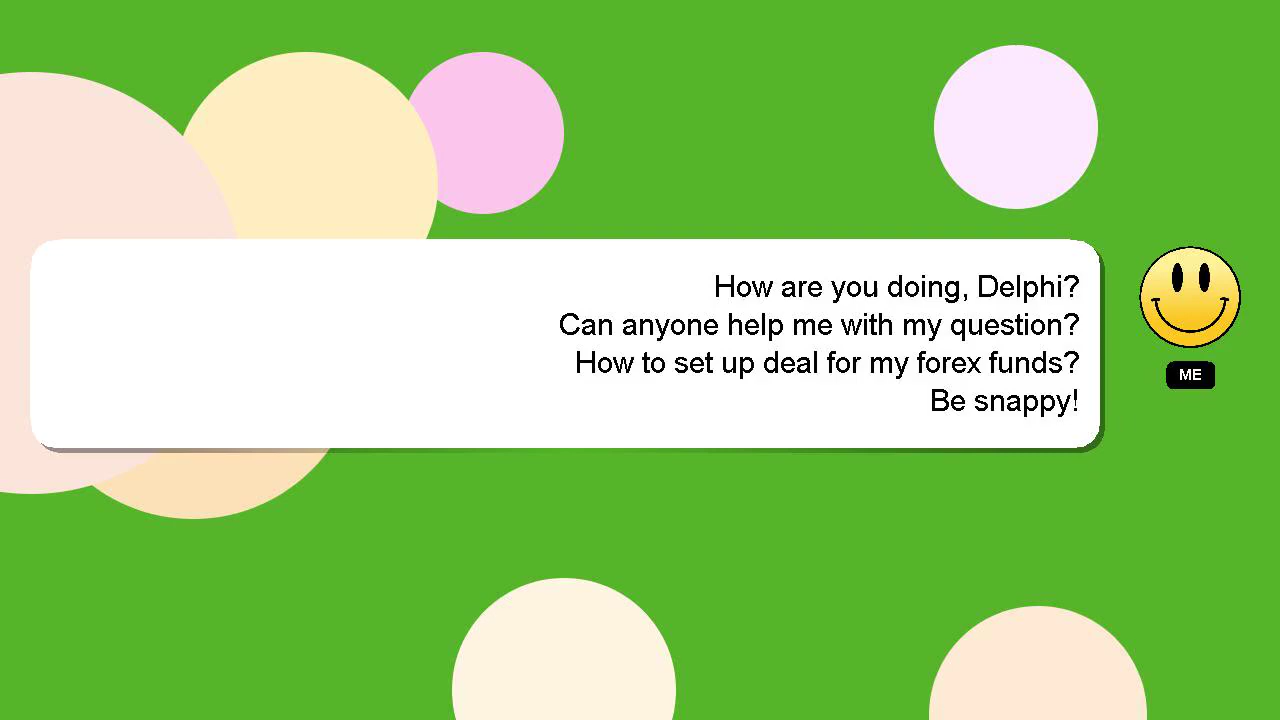 How are you doing, Delphi?
Can anyone help me with my question?
How to set up deal for my forex funds?
Be snappy!
ME